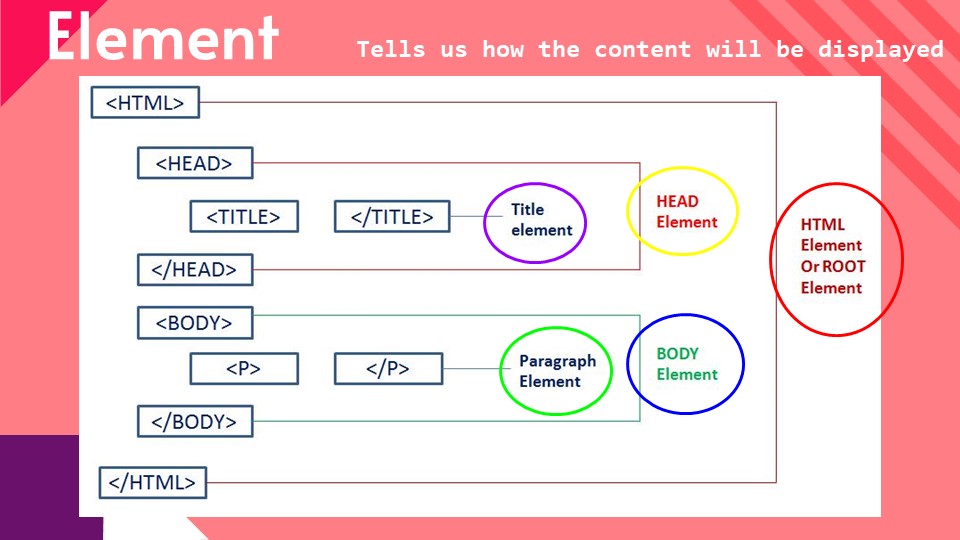 Element
Tells us how the content will be displayed
<HTML>
<HEAD>
<TITLE>
</TITLE>
Title
element
HEAD
Element
HTML
Element
Or ROOT
Element
</HEAD>
<BODY>
<P>
</P>
Paragraph
Element
BODY
Element
</BODY>
</HTML>